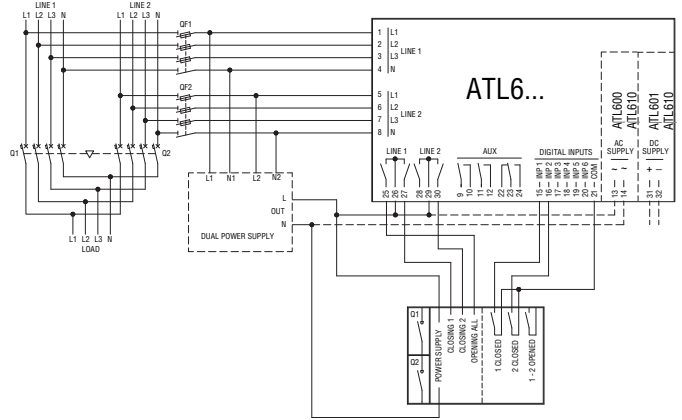 LINE 1
LINE 2
L1 L2 L3 N
L1 L2 L3 N
QF1
QF2
Q1
Q2
L1 L2 L3 N
LOAD
1 L1
2 L2
3 L3
4 N
LINE 1
5 L1
6 L2
7 L3
8 N
LINE 2
ATL6...
ATL600
ATL610
ATL601
ATL610
AC
SUPPLY
DC
SUPPLY
~ ~
+ −
LINE 1
LINE 2
AUX
DIGITAL INPUTS
25
26
27
28
29
30
9
10
11
12
22
23
24
15 INP 1
16 INP 2
17 INP 3
18 INP 4
19 INP 5
20 INP 6
21 COM
13
14
31
32
L1 N1 L2 N2
L
OUT
N
DUAL POWER SUPPLY
Q1
Q2
POWER SUPPLY
CLOSING 1
CLOSING 2
OPENING ALL
1 CLOSED
2 CLOSED
1 - 2 OPENED